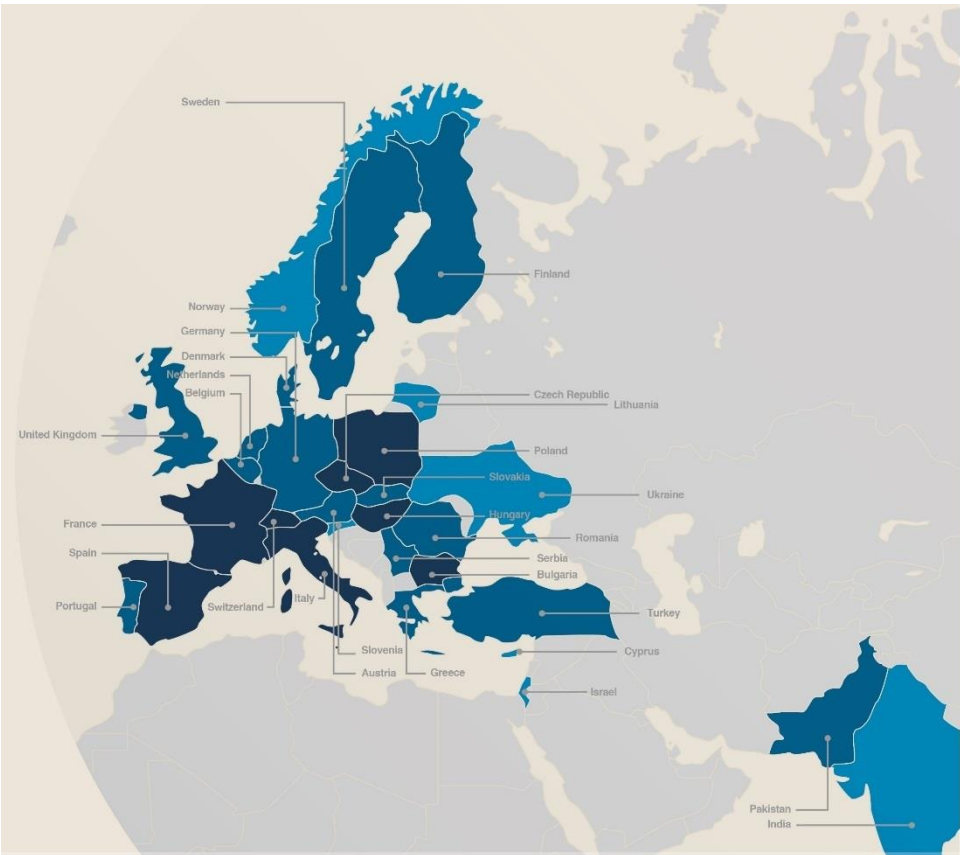 Sweden
Finland
Norway
Germany
Denmark
Netherlands
Belgium
Czech Republic
Lithuania
United Kingdom
Poland
Slovakia
Ukraine
Hungary
France
Romania
Spain
Serbia
Bulgaria
Portugal
Switzerland
Italy
Turkey
Slovenia
Cyprus
Austria
Greece
Israel
Pakistan
India